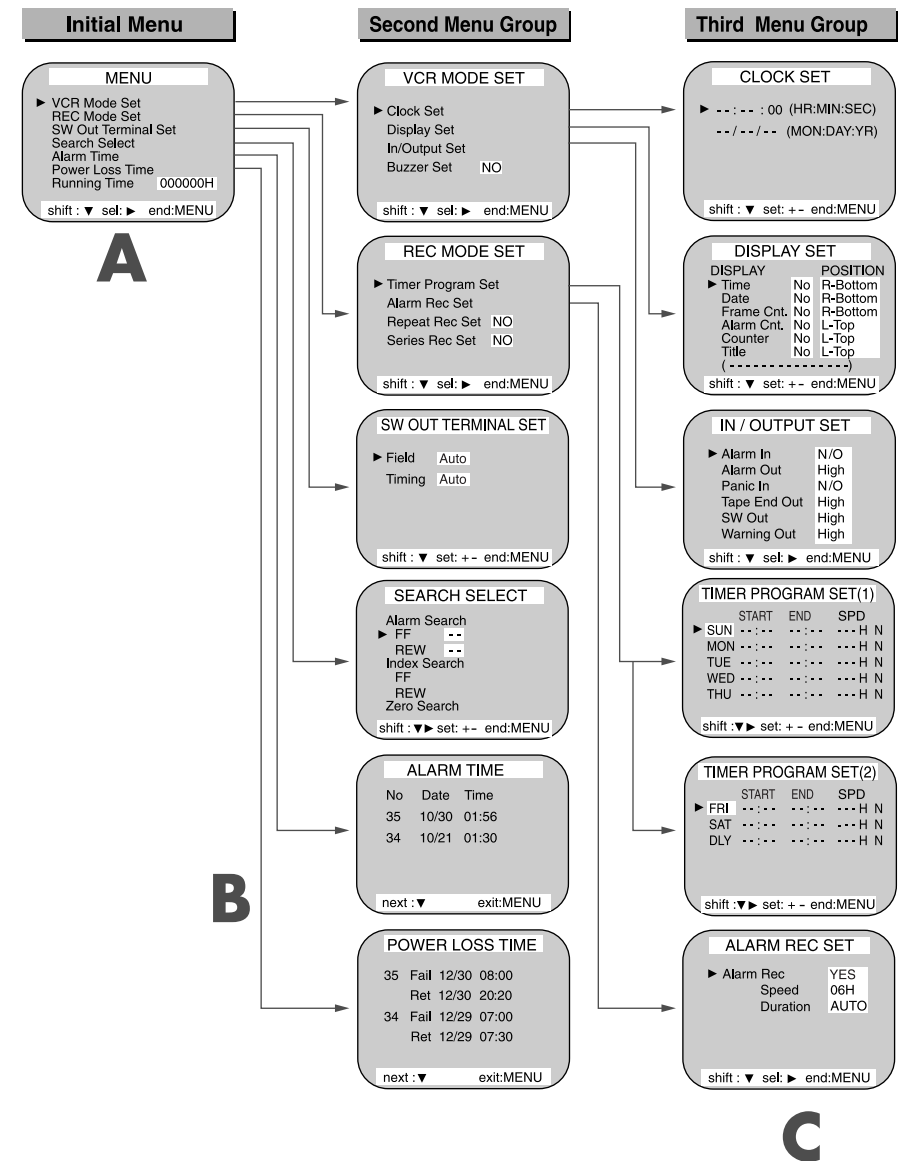 Initial Menu
MENU
► VCR Mode Set
REC Mode Set
SW Out Terminal Set
Search Select
Alarm Time
Power Loss Time
Running Time 000000H
shift : ▼ sel: ► end:MENU
A
B
Second Menu Group
VCR MODE SET
► Clock Set
Display Set
In/Output Set
Buzzer Set NO
shift : ▼ sel: ► end:MENU
REC MODE SET
► Timer Program Set
Alarm Rec Set
Repeat Rec Set NO
Series Rec Set NO
shift : ▼ sel: ► end:MENU
SW OUT TERMINAL SET
► Field Auto
Timing Auto
shift : ▼ set: + - end:MENU
SEARCH SELECT
Alarm Search
► FF - -
REW - -
Index Search
FF
REW
Zero Search
shift : ▼► set: + - end:MENU
ALARM TIME
No Date Time
35 10/30 01:56
34 10/21 01:30
next : ▼ exit:MENU
POWER LOSS TIME
35 Fail 12/30 08:00
Ret 12/30 20:20
34 Fail 12/29 07:00
Ret 12/29 07:30
next : ▼ exit:MENU
Third Menu Group
CLOCK SET
► - - : - - : 00 (HR:MIN:SEC)
- - / - - / - - (MON:DAY:YR)
shift : ▼ set: + - end:MENU
DISPLAY SET
DISPLAY POSITION
► Time No R-Bottom
Date No R-Bottom
Frame Cnt. No R-Bottom
Alarm Cnt. No L-Top
Counter No L-Top
Title No L-Top
( - - - - - - - - - - - - - - - - )
shift : ▼ set: + - end:MENU
IN / OUTPUT SET
► Alarm In N/O
Alarm Out High
Panic In N/O
Tape End Out High
SW Out High
Warning Out High
shift : ▼ sel: ► end:MENU
TIMER PROGRAM SET(1)
START END SPD
► SUN - - : - - - - : - - - - - H N
MON - - : - - - - : - - - - - H N
TUE - - : - - - - : - - - - - H N
WED - - : - - - - : - - - - - H N
THU - - : - - - - : - - - - - H N
shift :▼► set: + - end:MENU
TIMER PROGRAM SET(2)
START END SPD
► FRI - - : - - - - : - - - - - H N
SAT - - : - - - - : - - - - - H N
DLY - - : - - - - : - - - - - H N
shift :▼► set: + - end:MENU
ALARM REC SET
► Alarm Rec YES
Speed 06H
Duration AUTO
shift : ▼ sel: ► end:MENU
C